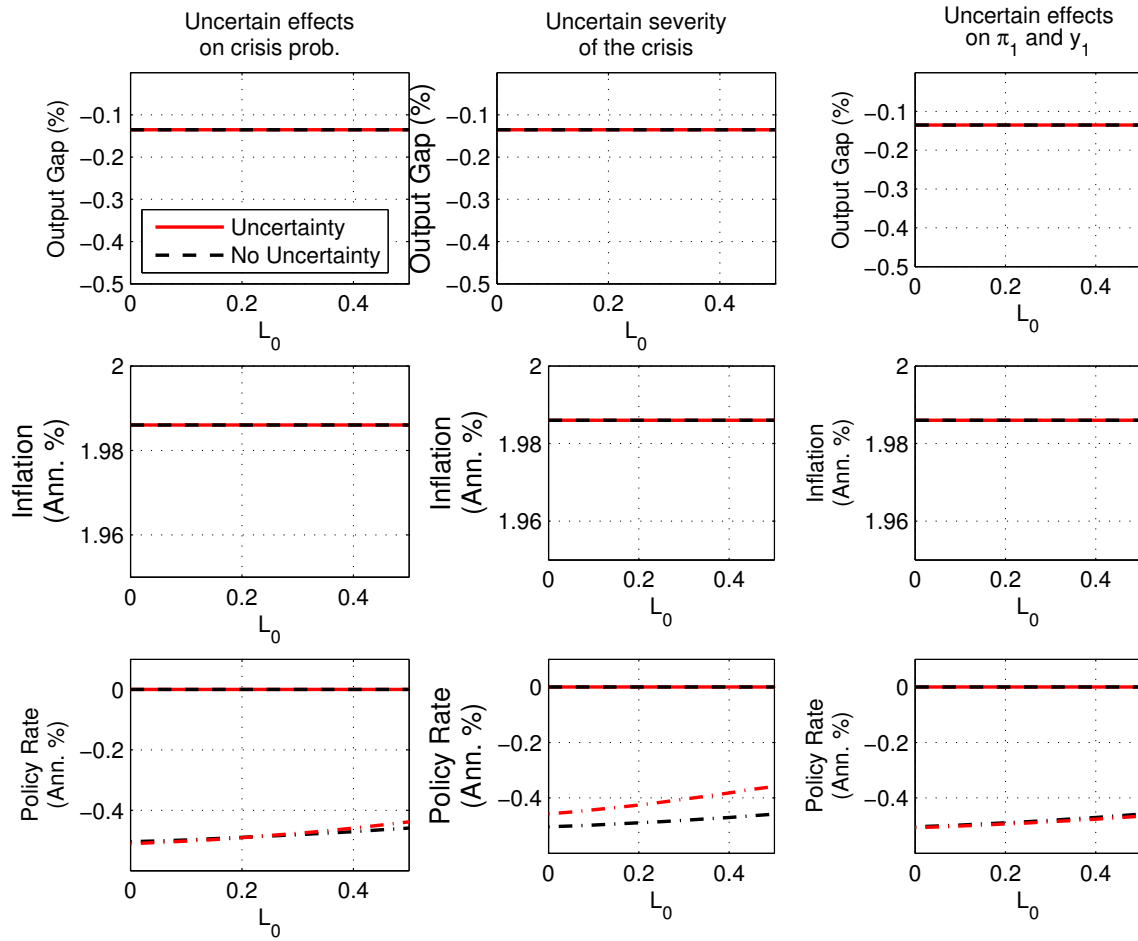 Uncertain effects
on crisis prob.
Uncertain severity
of the crisis
Uncertain effects
on π₁ and y₁
Output Gap (%)
−0.1
−0.2
−0.3
−0.4
−0.5
Uncertainty
No Uncertainty
0 0.2 0.4
L₀
Output Gap (%)
−0.1
−0.2
−0.3
−0.4
−0.5
0 0.2 0.4
L₀
Output Gap (%)
−0.1
−0.2
−0.3
−0.4
−0.5
0 0.2 0.4
L₀
Inflation
(Ann. %)
2
1.98
1.96
0 0.2 0.4
L₀
Inflation
(Ann. %)
2
1.98
1.96
0 0.2 0.4
L₀
Inflation
(Ann. %)
2
1.98
1.96
0 0.2 0.4
L₀
Policy Rate
(Ann. %)
0
−0.2
−0.4
0 0.2 0.4
L₀
Policy Rate
(Ann. %)
0
−0.2
−0.4
0 0.2 0.4
L₀
Policy Rate
(Ann. %)
0
−0.2
−0.4
0 0.2 0.4
L₀